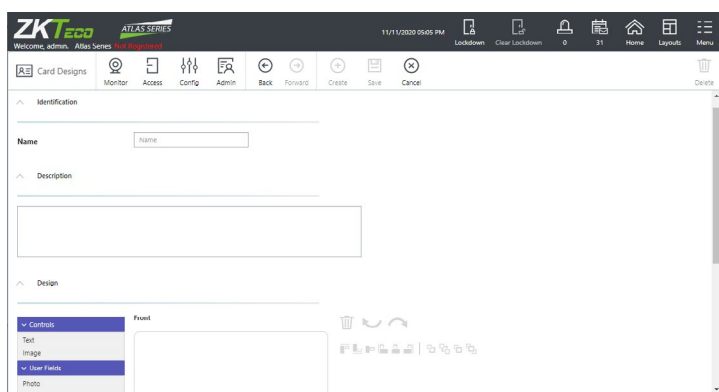 ZKTeco ATLAS SERIES
Welcome, admin. Atlas Series Not Registered
11/11/2020 05:05 PM
Lockdown Clear Lockdown 0 31 Home Layouts Menu
Card Designs Monitor Access Config Admin Back Forward Create Save Cancel Delete
Identification
Name Name
Description
Design
Controls
Text
Image
User Fields
Photo
Front